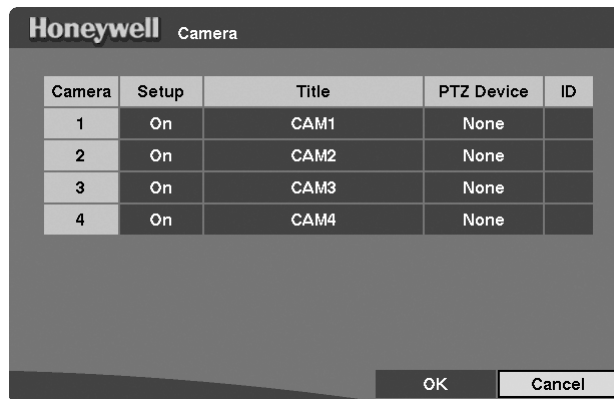 Honeywell Camera
Camera Setup Title PTZ Device ID
1 On CAM1 None
2 On CAM2 None
3 On CAM3 None
4 On CAM4 None
OK Cancel